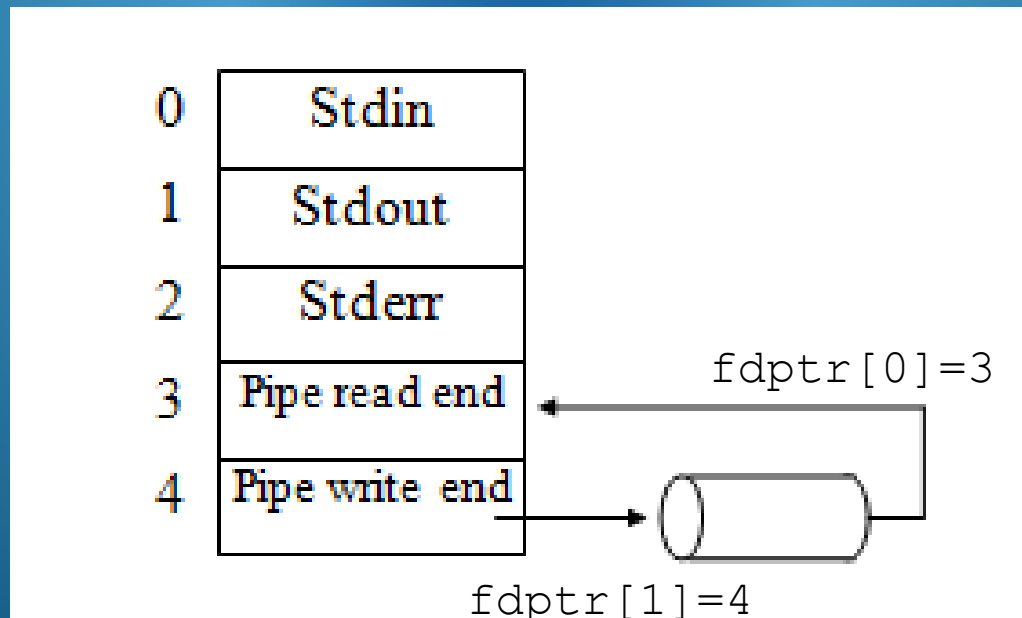 0 Stdin
1 Stdout
2 Stderr
fdptr[0]=3
3 Pipe read end
4 Pipe write end
fdptr[1]=4